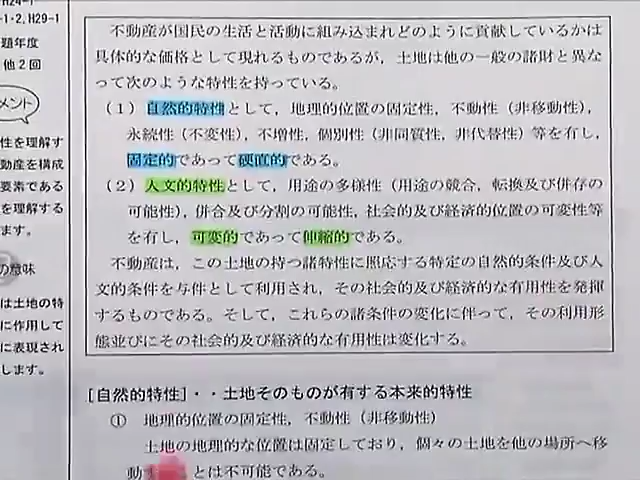 H24-1
-1・2, H29-1
題年度
他2回
メント
性を理解す
動産を構成
要素である
を理解する
ます。
の意味
は土地の特
に作用して
に表現され
します。
不動産が国民の生活と活動に組み込まれどのように貢献しているかは
具体的な価格として現れるものであるが，土地は他の一般の諸財と異な
って次のような特性を持っている。
（１）自然的特性として，地理的位置の固定性，不動性（非移動性），
永続性（不変性），不増性，個別性（非同質性，非代替性）等を有し，
固定的であって硬直的である。
（２）人文的特性として，用途の多様性（用途の競合，転換及び併存の
可能性），併合及び分割の可能性，社会的及び経済的位置の可変性等
を有し，可変的であって伸縮的である。
不動産は，この土地の持つ諸特性に照応する特定の自然的条件及び人
文的条件を与件として利用され，その社会的及び経済的な有用性を発揮
するものである。そして，これらの諸条件の変化に伴って，その利用形
態並びにその社会的及び経済的な有用性は変化する。
[自然的特性]・・土地そのものが有する本来的特性
① 地理的位置の固定性，不動性（非移動性）
土地の地理的な位置は固定しており，個々の土地を他の場所へ移
動す とは不可能である。